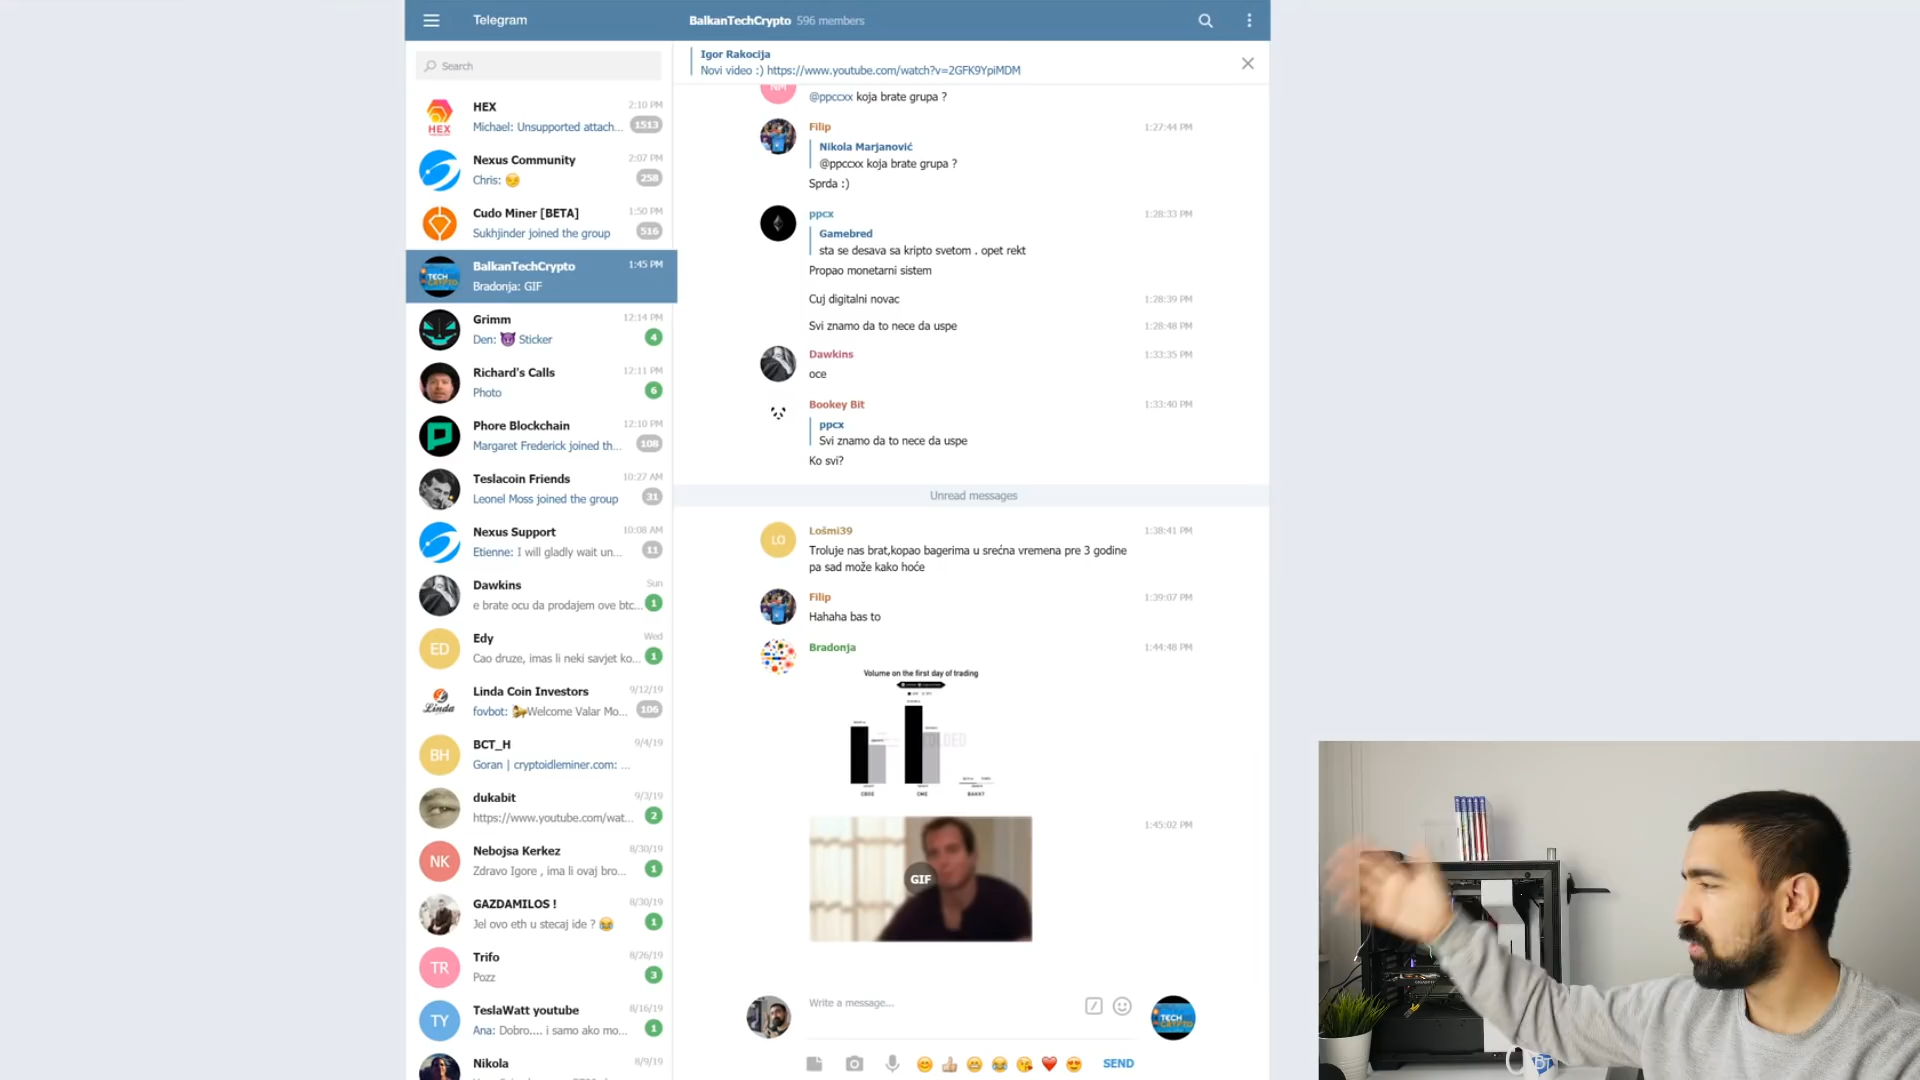 Telegram
BalkanTechCrypto 596 members
Search
Igor Rakocija
Novi video :) https://www.youtube.com/watch?v=2GFK9YpiMDM
HEX
HEX 2:10 PM
Michael: Unsupported attach... 1513
Nexus Community 2:07 PM
Chris: 😏 258
Cudo Miner [BETA] 1:50 PM
Sukhjinder joined the group 516
TECH
CRYPTO
BalkanTechCrypto 1:45 PM
Bradonja: GIF
Grimm 12:14 PM
Den: 😈 Sticker 4
Richard's Calls 12:11 PM
Photo 6
Phore Blockchain 12:10 PM
Margaret Frederick joined th... 108
Teslacoin Friends 10:27 AM
Leonel Moss joined the group 31
Nexus Support 10:08 AM
Etienne: I will gladly wait un... 11
Dawkins Sun
e brate ocu da prodajem ove btc... 1
ED
Edy Wed
Cao druze, imas li neki savjet ko... 1
Linda
Linda Coin Investors 9/12/19
fovbot: Welcome Valar Mo... 106
BH
BCT_H 9/4/19
Goran | cryptoidleminer.com: ...
dukabit 9/3/19
https://www.youtube.com/wat... 2
NK
Nebojsa Kerkez 8/30/19
Zdravo Igore , ima li ovaj bro... 1
GAZDAMILOS ! 8/30/19
Jel ovo eth u stecaj ide ? 😂 1
TR
Trifo 8/26/19
Pozz 3
TY
TeslaWatt youtube 8/16/19
Ana: Dobro.... i samo ako mo... 1
Nikola 8/9/19
NM
@ppccxx koja brate grupa ?
Filip 1:27:44 PM
Nikola Marjanović
@ppccxx koja brate grupa ?
Sprda :)
ppcx 1:28:33 PM
Gamebred
sta se desava sa kripto svetom . opet rekt
Propao monetarni sistem
Cuj digitalni novac 1:28:39 PM
Svi znamo da to nece da uspe 1:28:48 PM
Dawkins 1:33:35 PM
oce
Bookey Bit 1:33:40 PM
ppcx
Svi znamo da to nece da uspe
Ko svi?
Unread messages
LO
Lošmi39 1:38:41 PM
Troluje nas brat,kopao bagerima u srećna vremena pre 3 godine
pa sad može kako hoće
Filip 1:39:07 PM
Hahaha bas to
Bradonja 1:44:48 PM
Volume on the first day of trading
CBOE CME BAKKT
1:45:02 PM
GIF
Write a message...
TECH
CRYPTO
SEND